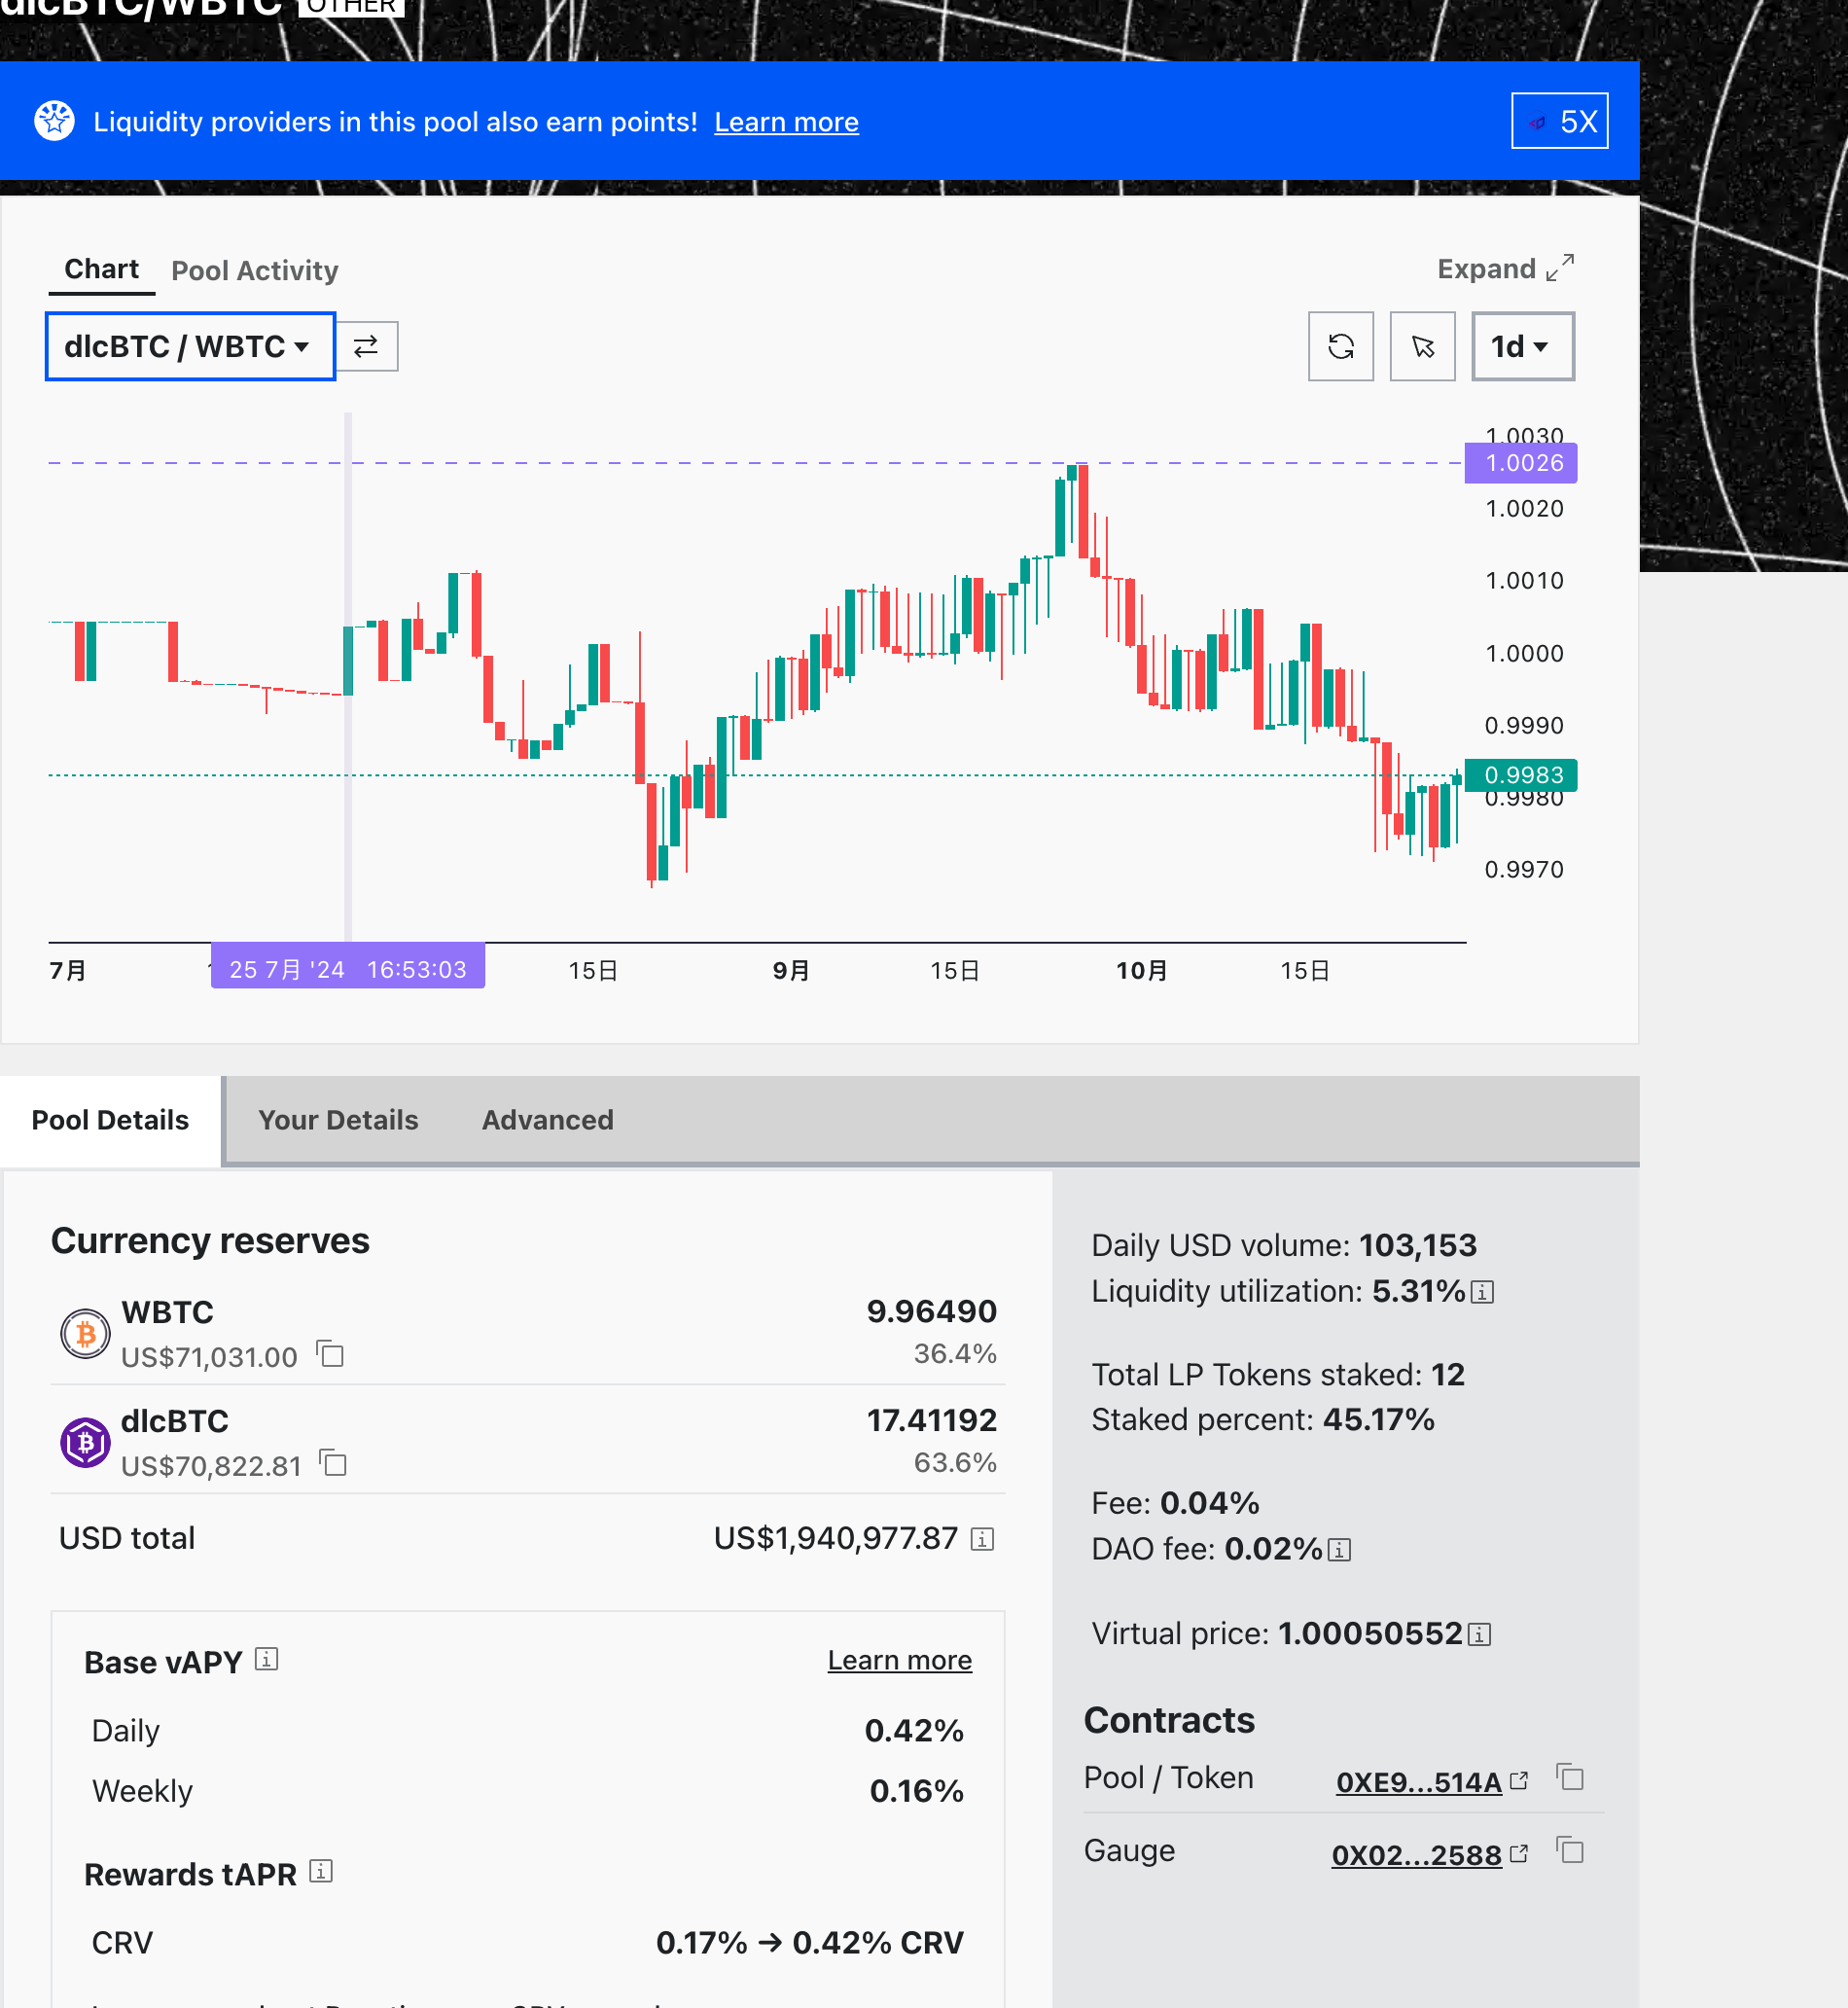 dlcBTC/WBTC OTHER
Liquidity providers in this pool also earn points! Learn more 5X
Chart Pool Activity Expand
dlcBTC / WBTC 1d
1.0030
1.0026
1.0020
1.0010
1.0000
0.9990
0.9983
0.9980
0.9970
7月 25 7月 '24 16:53:03 15日 9月 15日 10月 15日
Pool Details Your Details Advanced
Currency reserves
WBTC 9.96490
US$71,031.00 36.4%
dlcBTC 17.41192
US$70,822.81 63.6%
USD total US$1,940,977.87
Base vAPY Learn more
Daily 0.42%
Weekly 0.16%
Rewards tAPR
CRV 0.17% → 0.42% CRV
Daily USD volume: 103,153
Liquidity utilization: 5.31%
Total LP Tokens staked: 12
Staked percent: 45.17%
Fee: 0.04%
DAO fee: 0.02%
Virtual price: 1.00050552
Contracts
Pool / Token 0XE9...514A
Gauge 0X02...2588